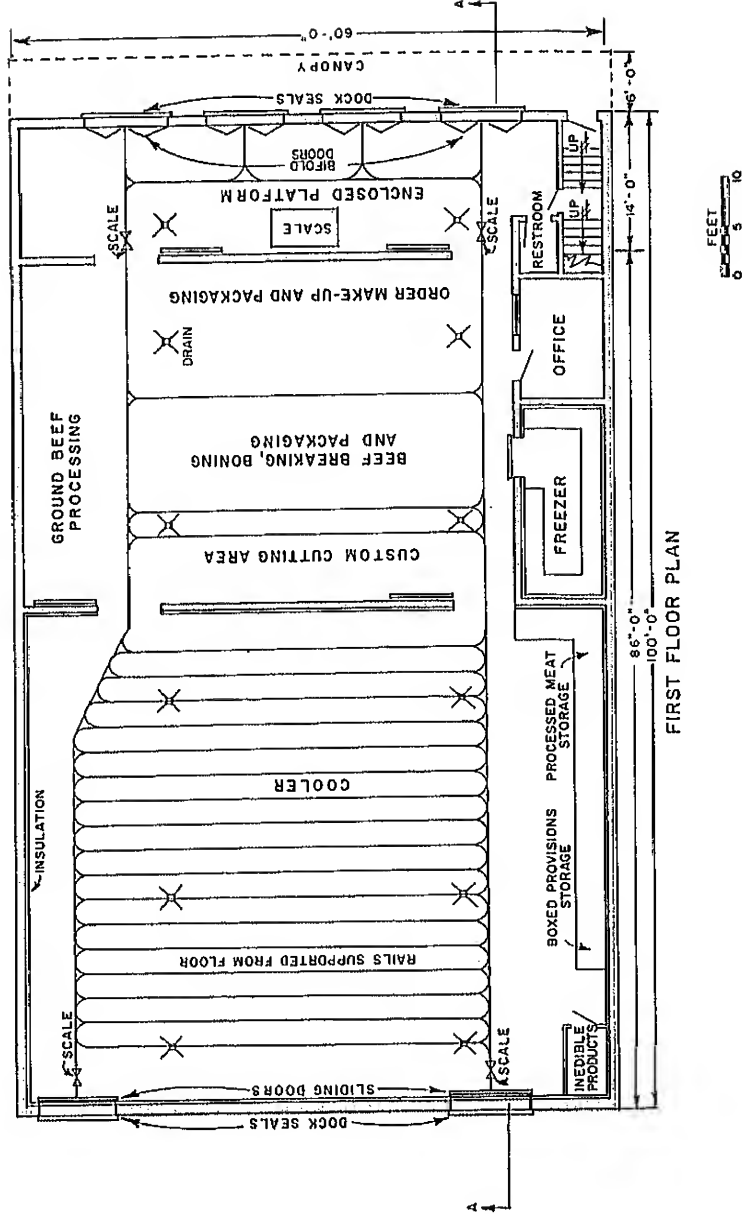 A
60'-0"
CANOPY
DOCK SEALS
BIFOLD
DOORS
ENCLOSED PLATFORM
SCALE
SCALE
SCALE
UP
UP
RESTROOM
16'-0"
14'-0"
ORDER MAKE-UP AND PACKAGING
DRAIN
OFFICE
GROUND BEEF
PROCESSING
BEEF BREAKING, BONING
AND PACKAGING
FREEZER
CUSTOM CUTTING AREA
INSULATION
COOLER
RAILS SUPPORTED FROM FLOOR
PROCESSED MEAT
STORAGE
BOXED PROVISIONS
STORAGE
SCALE
SCALE
SLIDING DOORS
DOCK SEALS
INEDIBLE
PRODUCTS
A
86"-0"
100'-0"
FIRST FLOOR PLAN
FEET
0 5 10